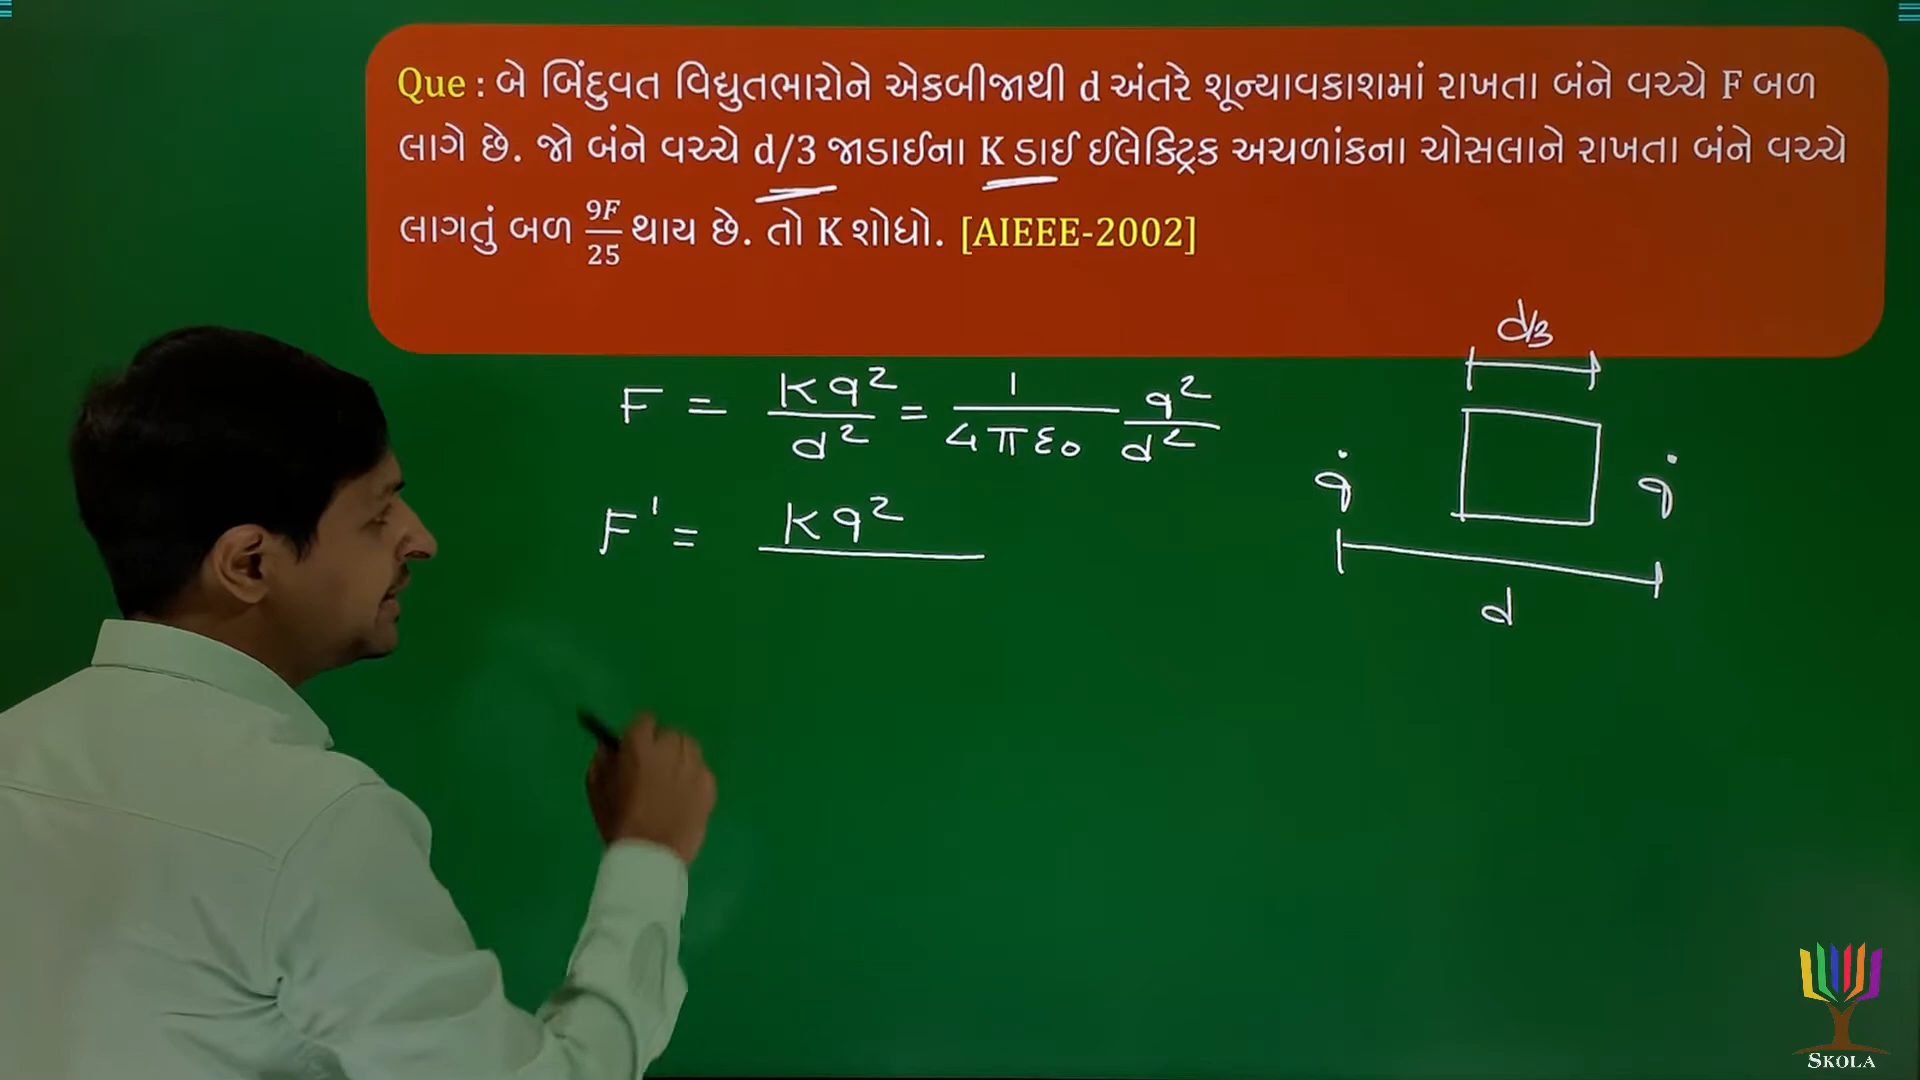 Que : બે બિંદુવત વિદ્યુતભારોને એકબીજાથી d અંતરે શૂન્યાવકાશમાં રાખતા બંને વચ્ચે F બળ
લાગે છે. જો બંને વચ્ચે d/3 જાડાઈના K ડાઈ ઈલેક્ટ્રિક અચળાંકના ચોસલાને રાખતા બંને વચ્ચે
લાગતું બળ 9F/25 થાય છે. તો K શોધો. [AIEEE-2002]
d/3
F = Kq²/d² = 1/4πε₀ q²/d²
q q
F' = Kq²
d
SKOLA